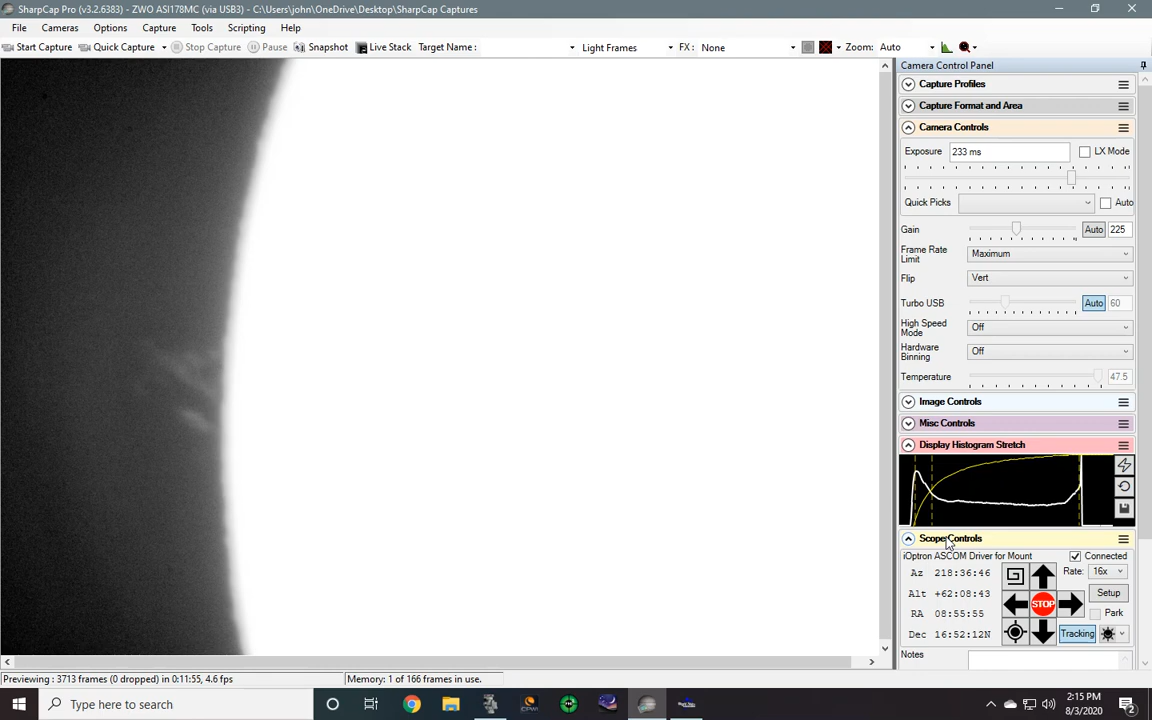 SharpCap Pro (v3.2.6383) - ZWO ASI178MC (via USB3) - C:\Users\john\OneDrive\Desktop\SharpCap Captures
File Cameras Options Capture Tools Scripting Help
Start Capture Quick Capture Stop Capture Pause Snapshot Live Stack Target Name : Light Frames FX : None Zoom: Auto
Camera Control Panel
Capture Profiles
Capture Format and Area
Camera Controls
Exposure 233 ms LX Mode
Quick Picks Auto
Gain Auto 225
Frame Rate Limit Maximum
Flip Vert
Turbo USB Auto 60
High Speed Mode Off
Hardware Binning Off
Temperature 47.5
Image Controls
Misc Controls
Display Histogram Stretch
Scope Controls
iOptron ASCOM Driver for Mount Connected
Az 218:36:46 Rate: 16x
Alt +62:08:43 Setup
RA 08:55:55 STOP Park
Dec 16:52:12N Tracking
Notes
Previewing : 3713 frames (0 dropped) in 0:11:55, 4.6 fps Memory: 1 of 166 frames in use.
Type here to search
2:15 PM
8/3/2020
2